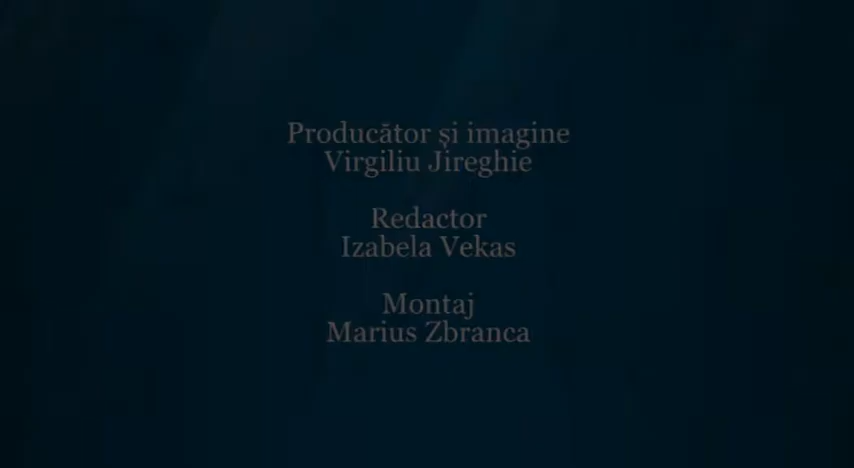 Producător și imagine
Virgiliu Jireghie
Redactor
Izabela Vekas
Montaj
Marius Zbranca